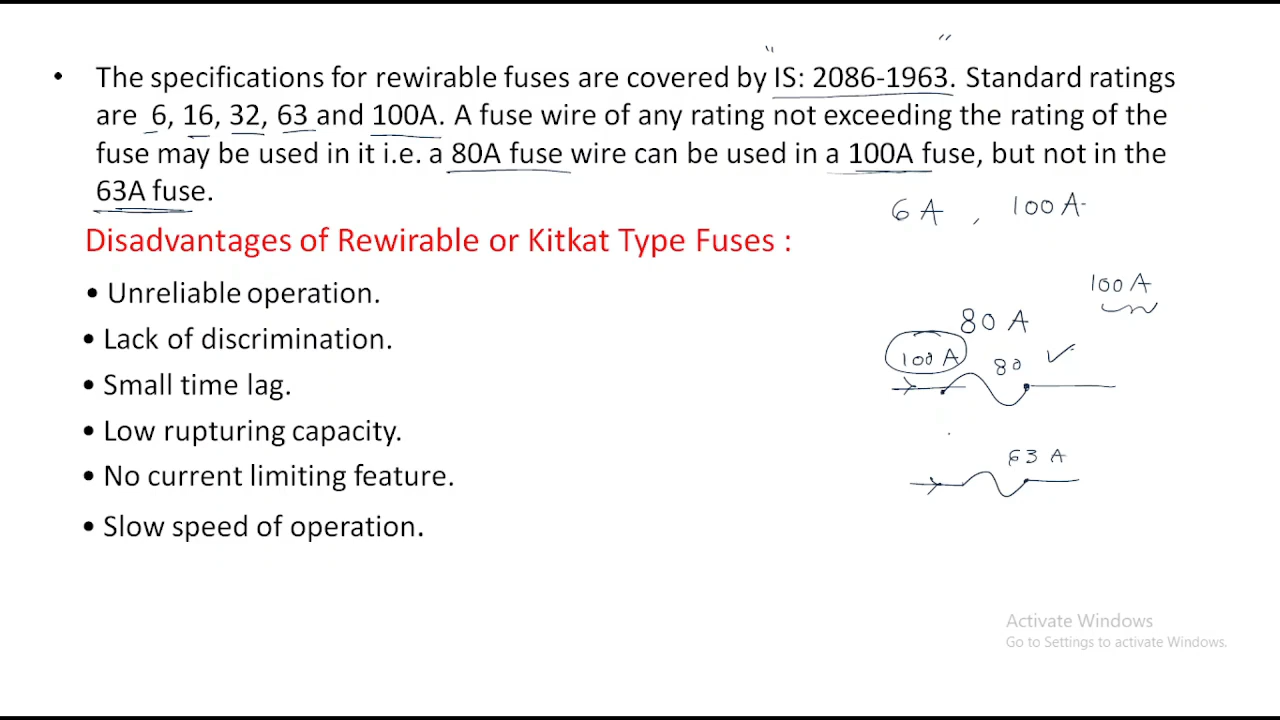 • The specifications for rewirable fuses are covered by IS: 2086-1963. Standard ratings
are 6, 16, 32, 63 and 100A. A fuse wire of any rating not exceeding the rating of the
fuse may be used in it i.e. a 80A fuse wire can be used in a 100A fuse, but not in the
63A fuse.
6 A , 100 A
Disadvantages of Rewirable or Kitkat Type Fuses :
• Unreliable operation.
100 A
80 A
• Lack of discrimination.
100 A 80 ✓
• Small time lag.
• Low rupturing capacity.
63 A
• No current limiting feature.
• Slow speed of operation.
Activate Windows
Go to Settings to activate Windows.